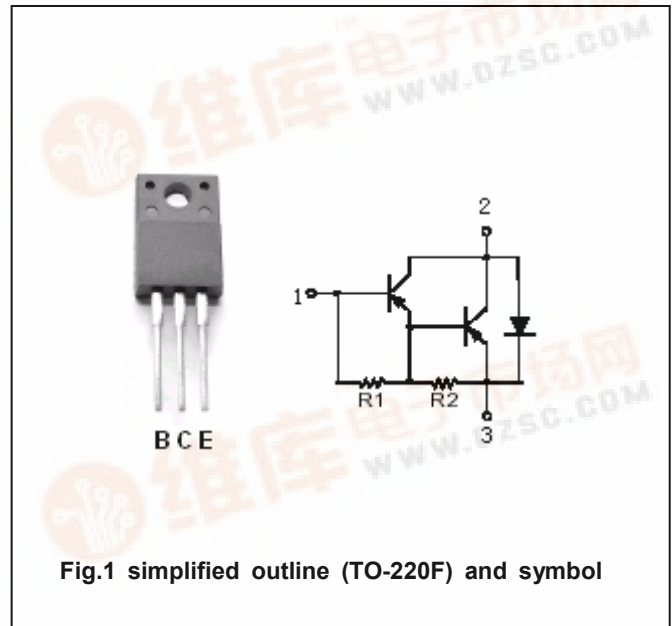 维库电子市场网
™
WWW.DZSC.COM
2
1
R1
R2
3
B C E
维库电子市场网
WWW.DZSC.COM
Fig.1 simplified outline (TO-220F) and symbol